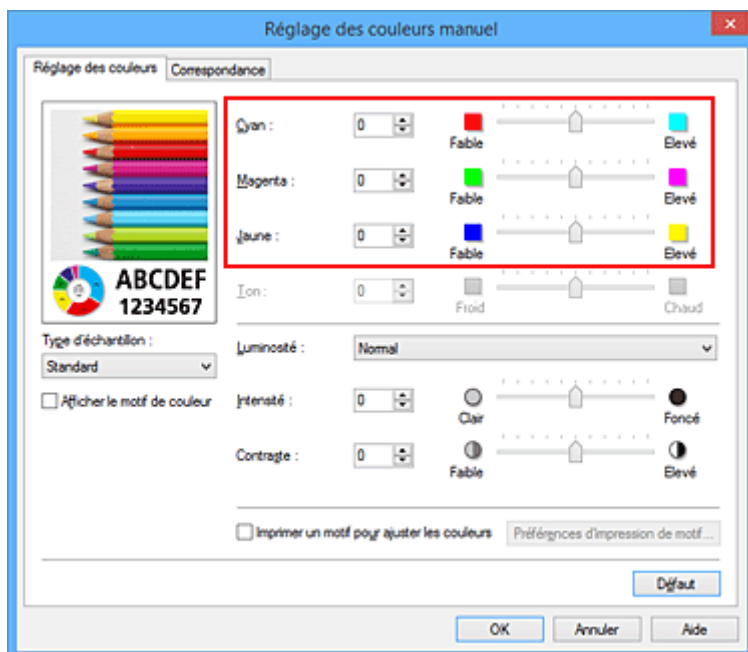 Réglage des couleurs manuel
Réglage des couleurs
Correspondance
Cyan :
0
Faible
Elevé
Magenta :
0
Faible
Elevé
Jaune :
0
Faible
Elevé
Ton :
0
Froid
Chaud
ABCDEF
1234567
Type d'échantillon :
Standard
Afficher le motif de couleur
Luminosité :
Normal
Intensité :
0
Clair
Foncé
Contraste :
0
Faible
Elevé
Imprimer un motif pour ajuster les couleurs
Préférences d'impression de motif...
Défaut
OK
Annuler
Aide